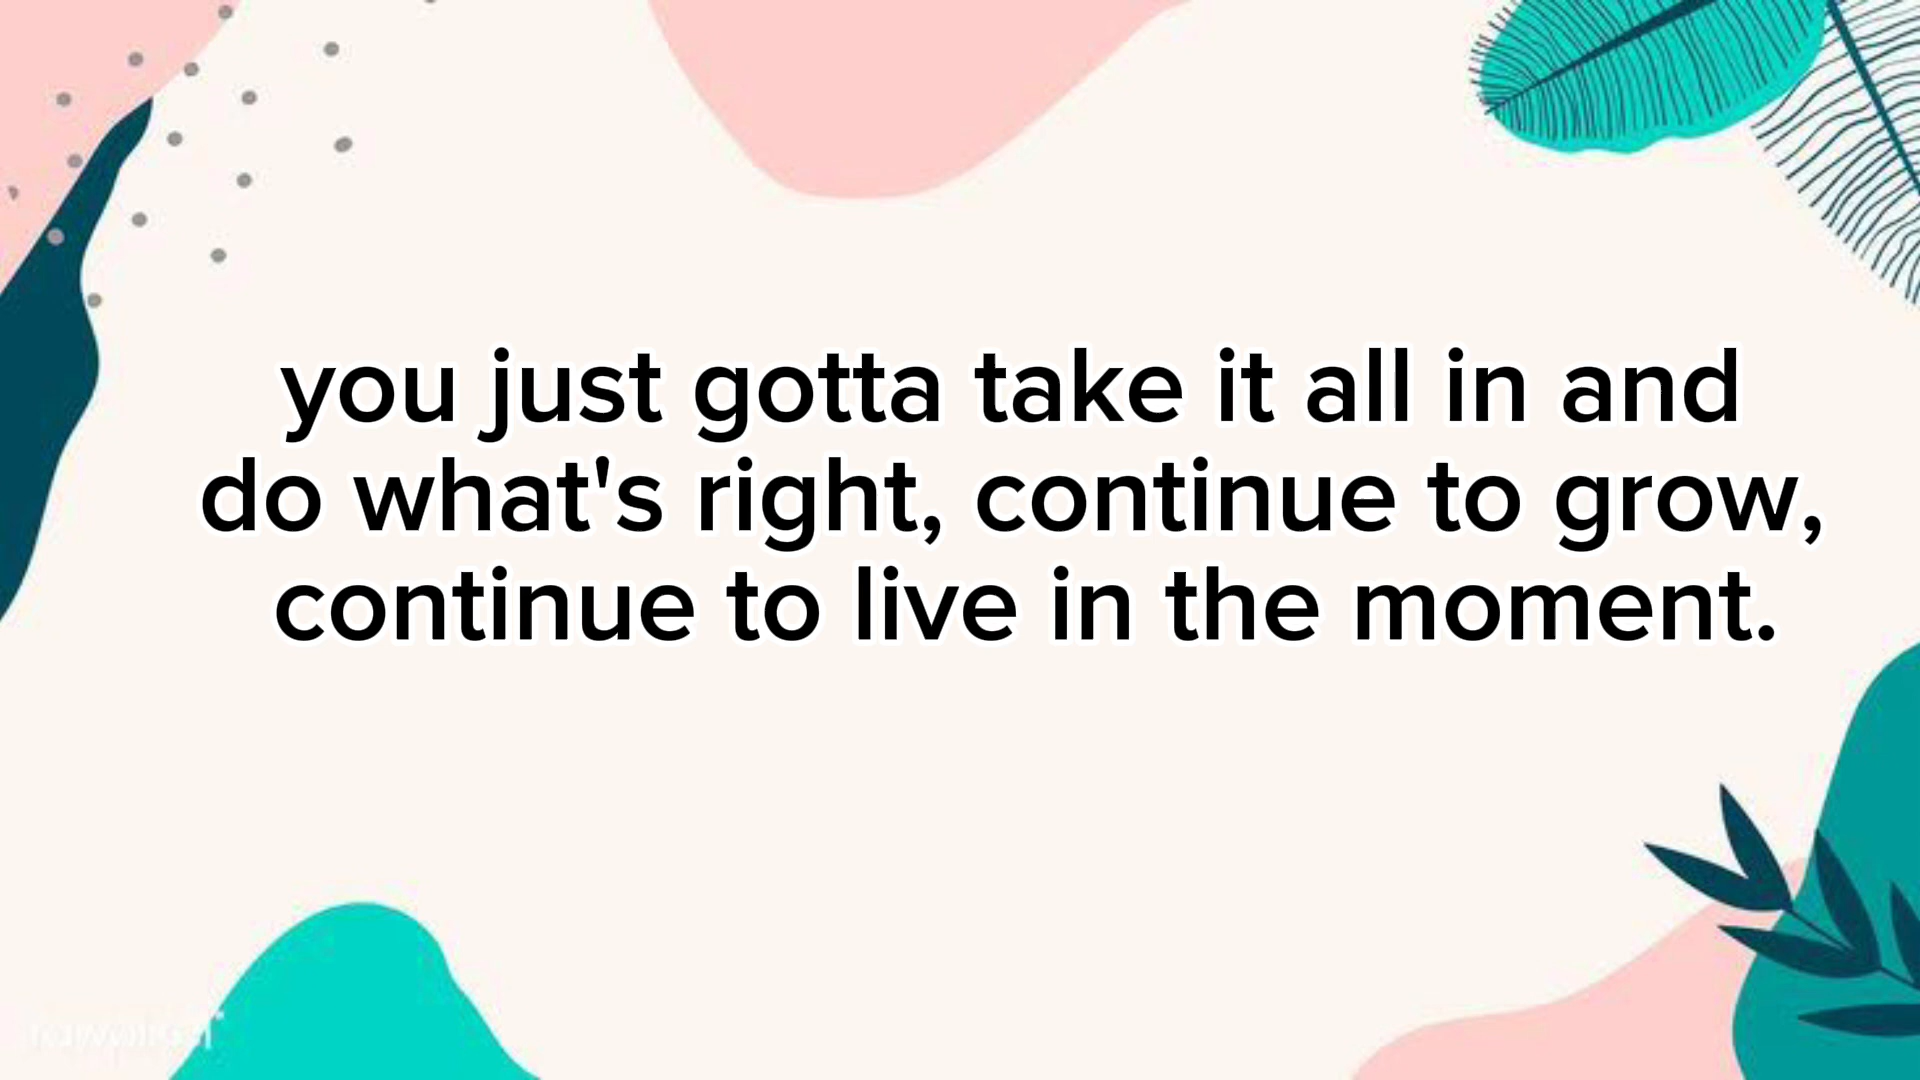 you just gotta take it all in and
do what's right, continue to grow,
continue to live in the moment.